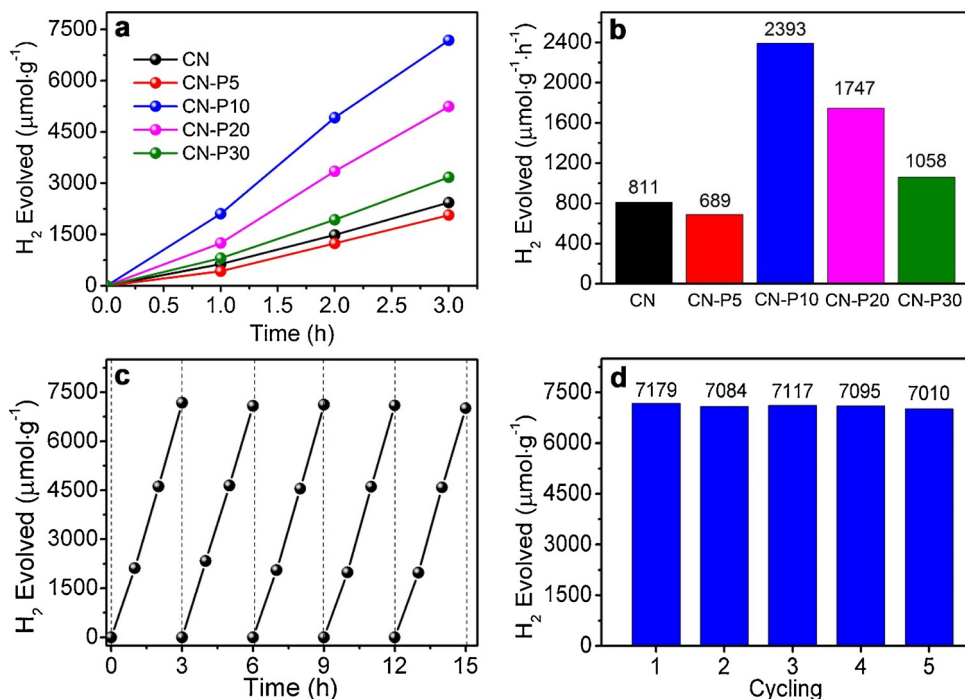 a
7500
6000
4500
3000
1500
0
H₂ Evolved (μmol·g⁻¹)
CN
CN-P5
CN-P10
CN-P20
CN-P30
0.0 0.5 1.0 1.5 2.0 2.5 3.0
Time (h)
b
2400
2000
1600
1200
800
400
0
H₂ Evolved (μmol·g⁻¹·h⁻¹)
811 689 2393 1747 1058
CN CN-P5 CN-P10 CN-P20 CN-P30
c
7500
6000
4500
3000
1500
0
H₂ Evolved (μmol·g⁻¹)
0 3 6 9 12 15
Time (h)
d
9000
7500
6000
4500
3000
1500
0
H₂ Evolved (μmol·g⁻¹)
7179 7084 7117 7095 7010
1 2 3 4 5
Cycling